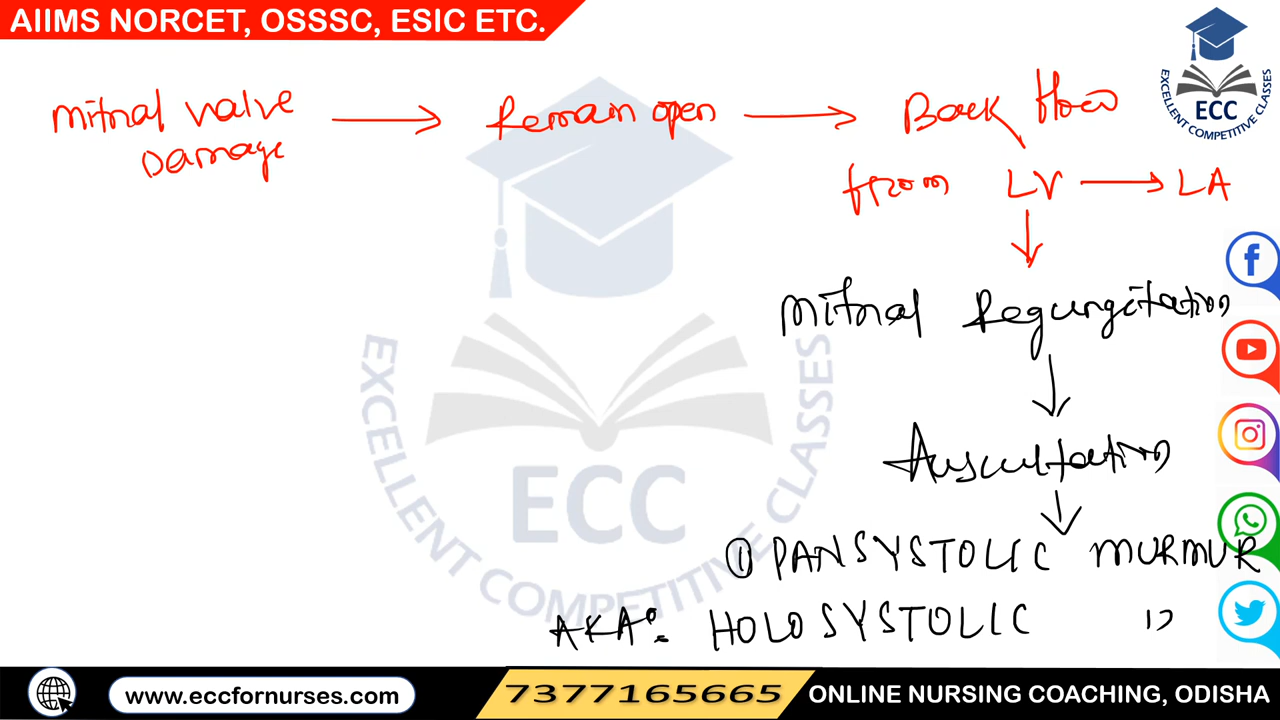 AIIMS NORCET, OSSSC, ESIC ETC.
EXCELLENT COMPETITIVE CLASSES
ECC
Mitral valve Damage → Remain open → Back flow
from LV → LA
Mitral Regurgitation
Auscultation
① PANSYSTOLIC MURMUR
AKA:- HOLOSYSTOLIC 〃
EXCELLENT COMPETITIVE CLASSES
ECC
www.eccfornurses.com
7377165665
ONLINE NURSING COACHING, ODISHA